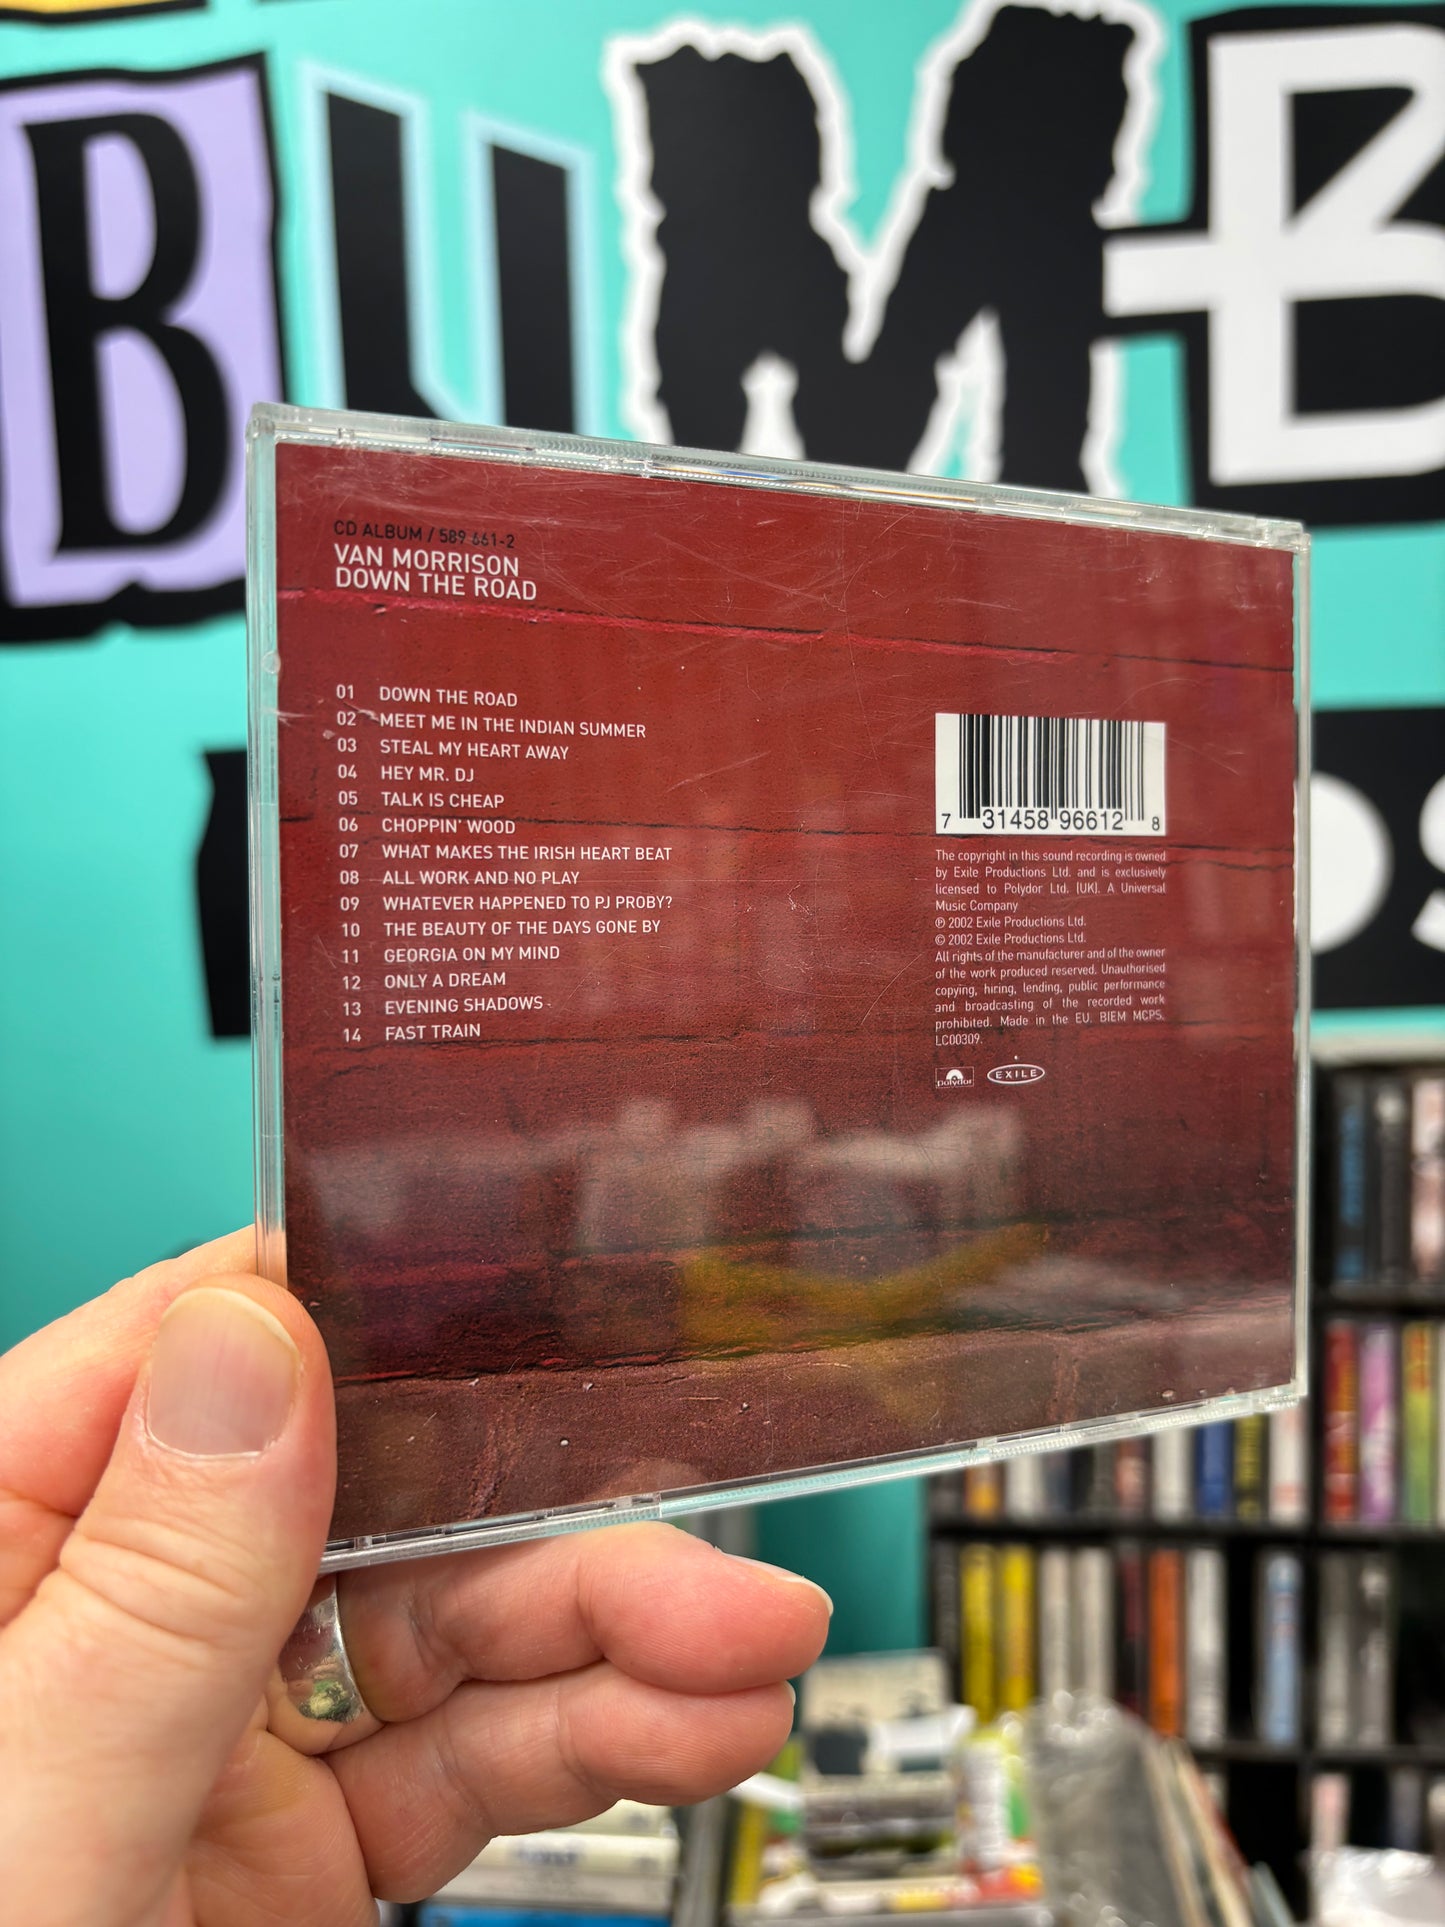 BUMB
OS
CD ALBUM / 589 661-2
VAN MORRISON
DOWN THE ROAD
01 DOWN THE ROAD
02 MEET ME IN THE INDIAN SUMMER
03 STEAL MY HEART AWAY
04 HEY MR. DJ
05 TALK IS CHEAP
06 CHOPPIN' WOOD
07 WHAT MAKES THE IRISH HEART BEAT
08 ALL WORK AND NO PLAY
09 WHATEVER HAPPENED TO PJ PROBY?
10 THE BEAUTY OF THE DAYS GONE BY
11 GEORGIA ON MY MIND
12 ONLY A DREAM
13 EVENING SHADOWS
14 FAST TRAIN
7 31458 96612 8
The copyright in this sound recording is owned
by Exile Productions Ltd. and is exclusively
licensed to Polydor Ltd. (UK). A Universal
Music Company
℗ 2002 Exile Productions Ltd.
© 2002 Exile Productions Ltd.
All rights of the manufacturer and of the owner
of the work produced reserved. Unauthorised
copying, hiring, lending, public performance
and broadcasting of the recorded work
prohibited. Made in the EU. BIEM MCPS.
LC00309.
polydor EXILE